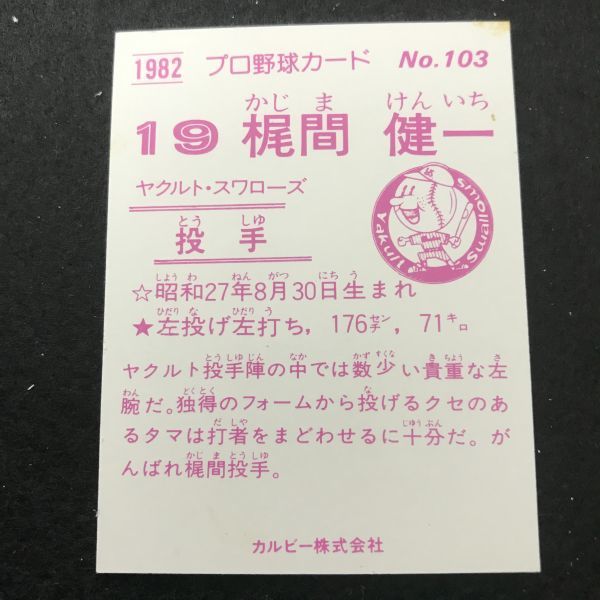 1982 プロ野球カード No.103
かじ ま けん いち
19 梶間 健一
ヤクルト・スワローズ
とう しゆ
投手
Yakult Swallows
しよう わ ねん がつ にち う
☆昭和27年8月30日生まれ
ひだり な ひだり う
★左投げ左打ち，176センチ，71キロ
とう しゆ じん なか かず すくな き ちよう さ
ヤクルト投手陣の中では数少い貴重な左
わん どく とく な
腕だ。独得のフォームから投げるクセのあ
だ しや じゆう ぶん
るタマは打者をまどわせるに十分だ。が
かじ ま とう しゆ
んばれ梶間投手。
カルビー株式会社